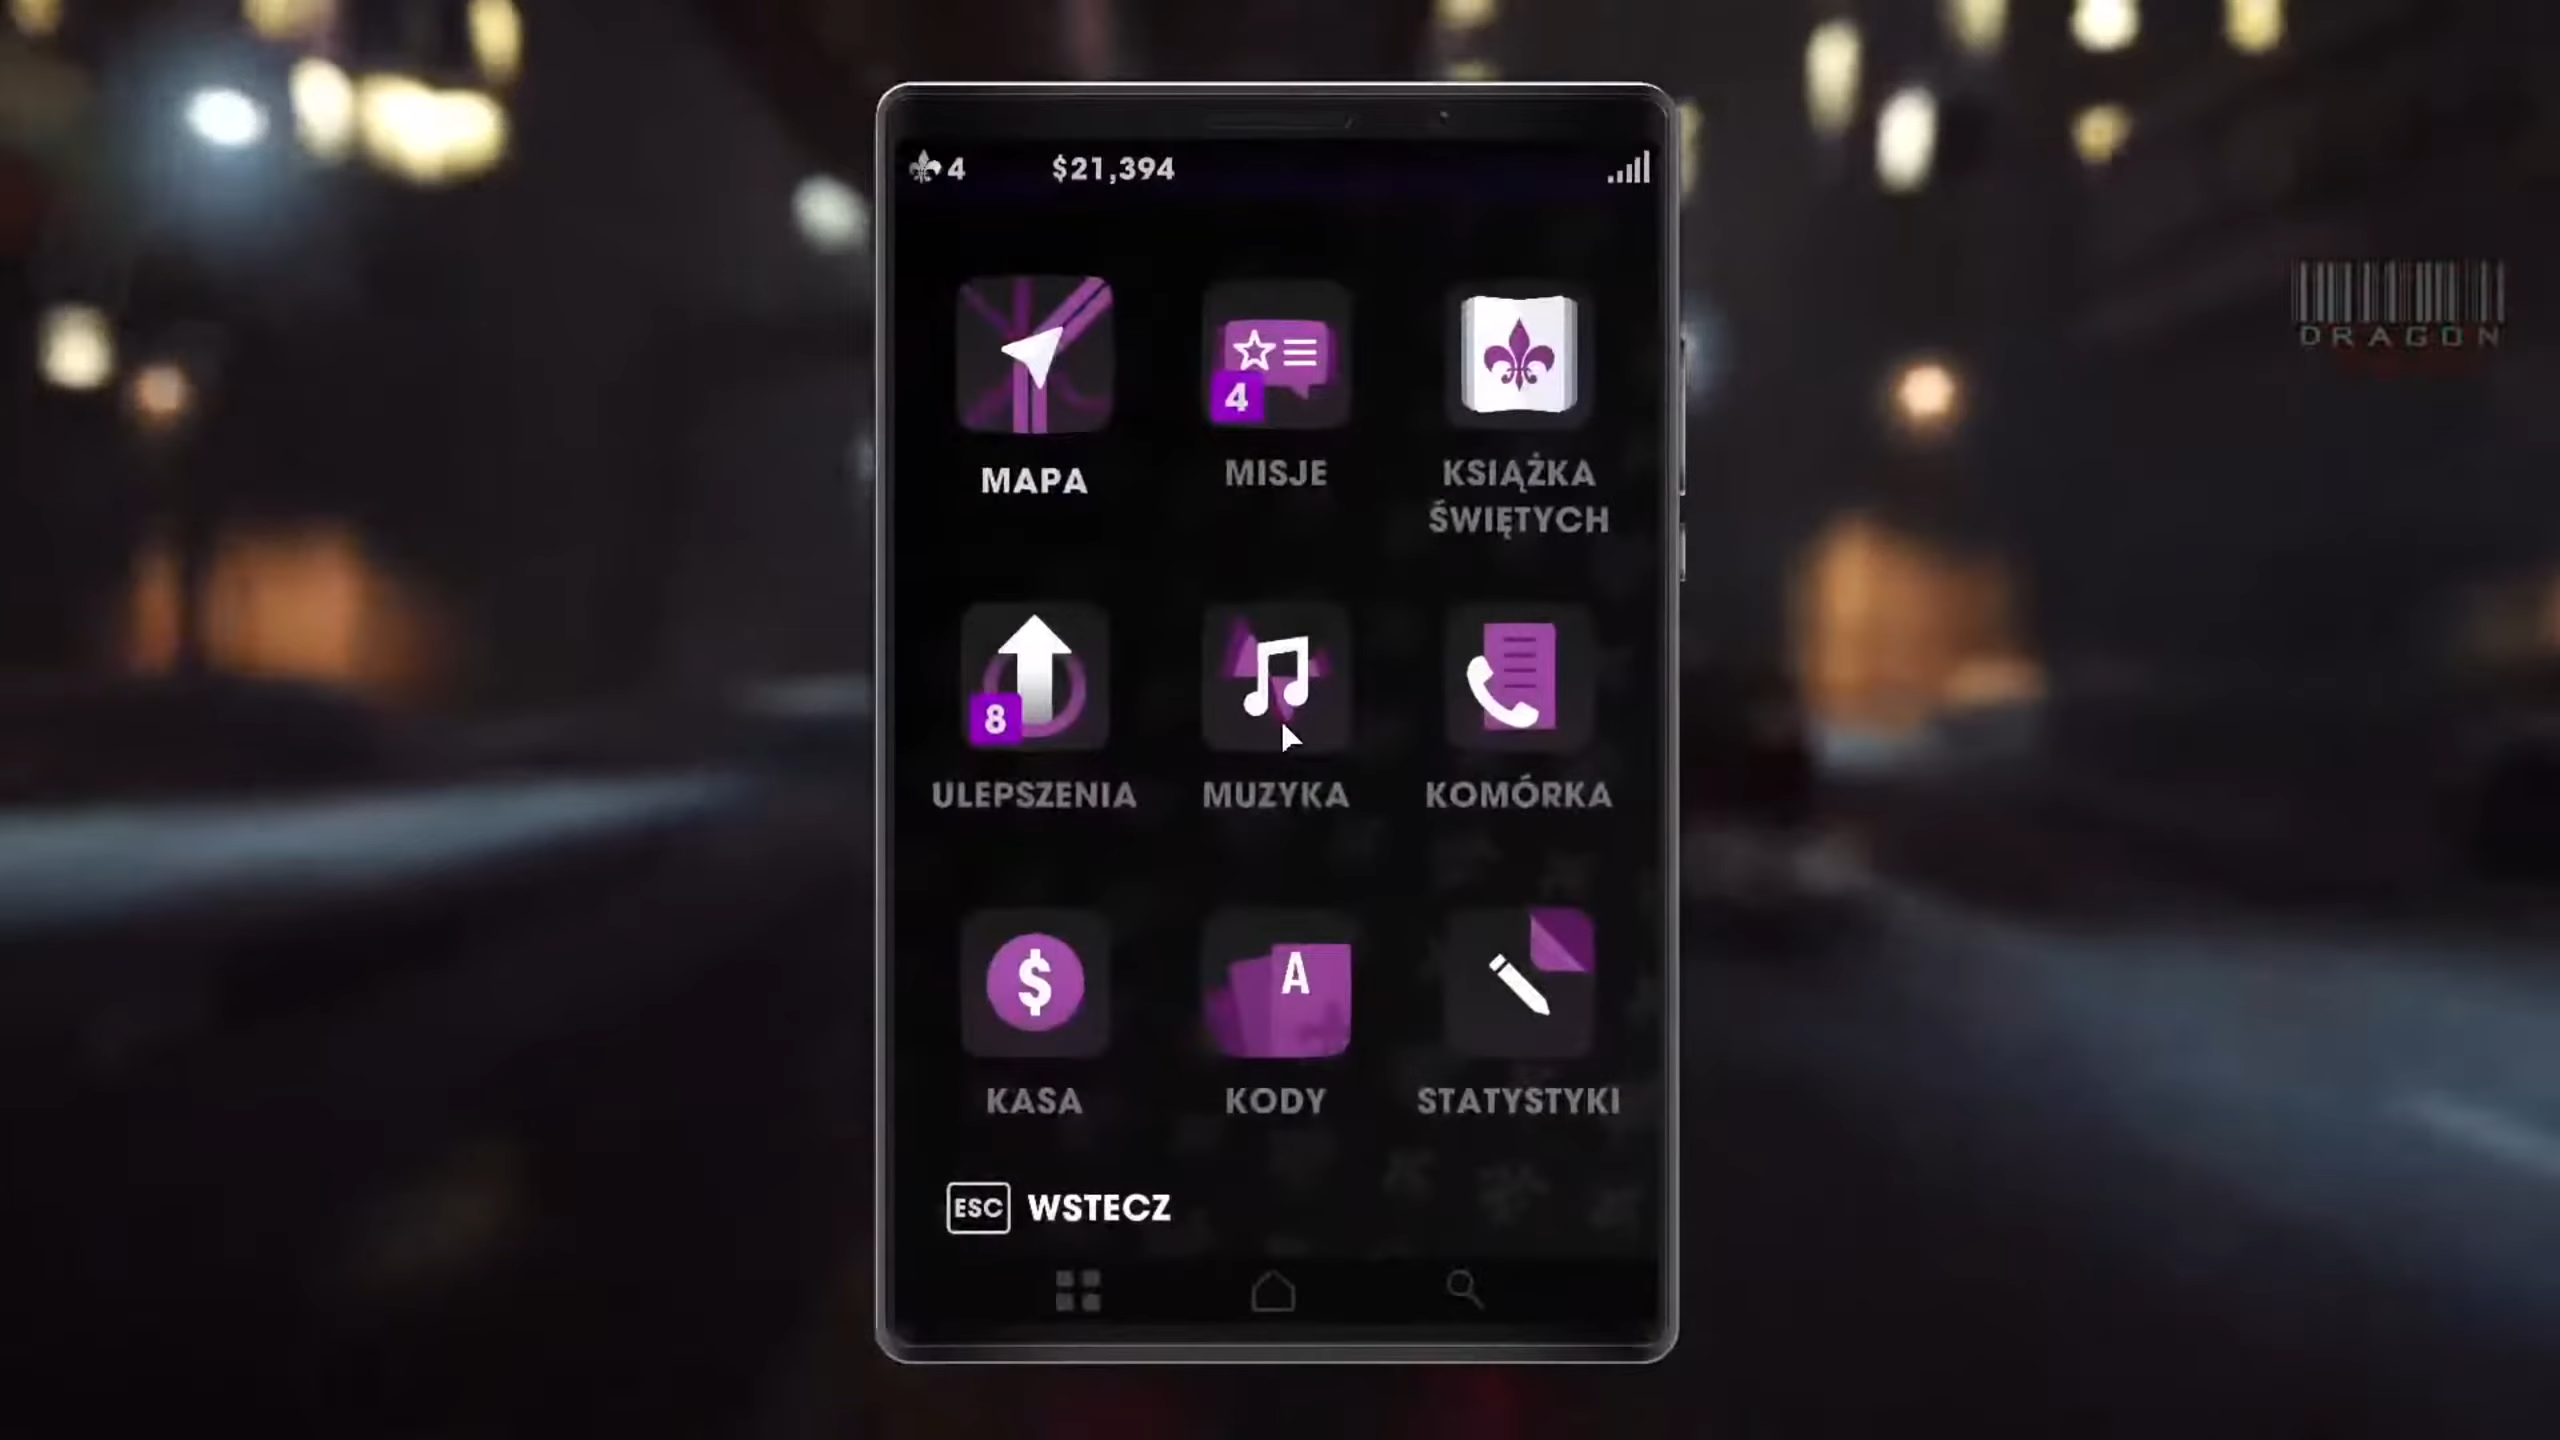 4 $21,394
DRAGON
MAPA
4
MISJE
KSIĄŻKA
ŚWIĘTYCH
8
ULEPSZENIA
MUZYKA
KOMÓRKA
$
KASA
A
KODY
STATYSTYKI
ESC WSTECZ